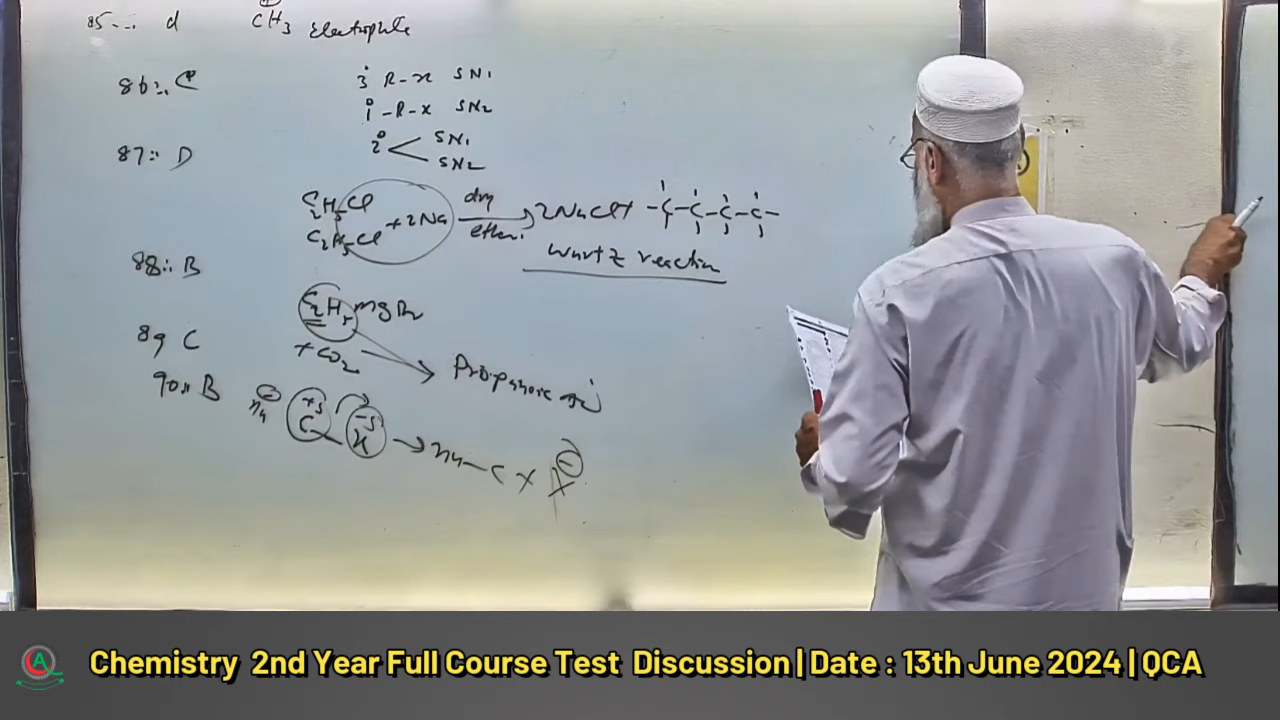 85 d CH3 Electrophile
86:. C 3° R-x SN1
1° -R-x SN2
87:. D 2° < SN1
SN2
C2H5Cl
C2H5Cl +2Na dry ether 2NaCl+ -C-C-C-C-
Wurtz reaction
88:. B
C2H5MgBr
+CO2 → Propanoic
89 C
90:. B
nu⊖ +δ C - -δ X → nu-C + X⊖
Chemistry 2nd Year Full Course Test Discussion | Date : 13th June 2024 | QCA